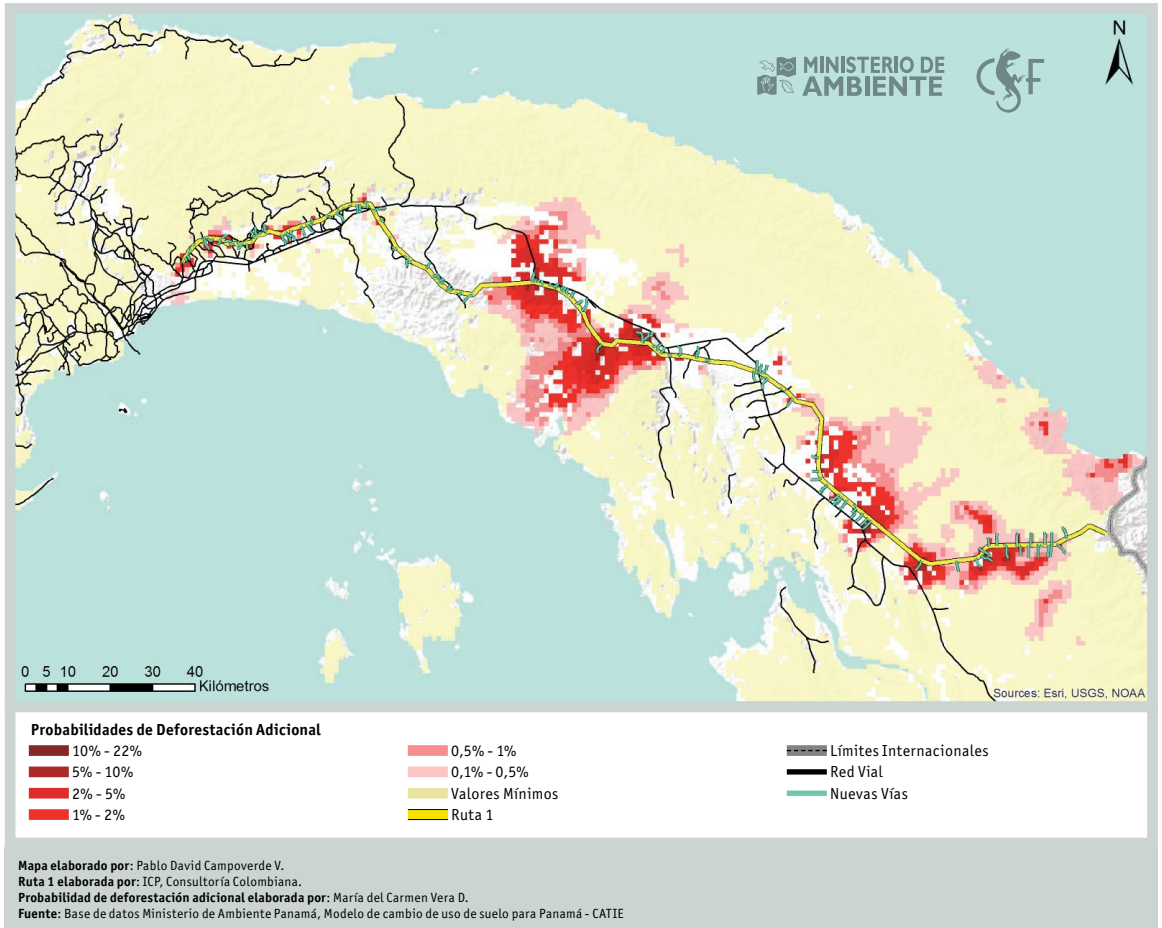 MINISTERIO DE
AMBIENTE
CSF
N
0 5 10 20 30 40
Kilómetros
Sources: Esri, USGS, NOAA
Probabilidades de Deforestación Adicional
10% - 22%
5% - 10%
2% - 5%
1% - 2%
0,5% - 1%
0,1% - 0,5%
Valores Mínimos
Ruta 1
Límites Internacionales
Red Vial
Nuevas Vías
Mapa elaborado por: Pablo David Campoverde V.
Ruta 1 elaborada por: ICP, Consultoría Colombiana.
Probabilidad de deforestación adicional elaborada por: María del Carmen Vera D.
Fuente: Base de datos Ministerio de Ambiente Panamá, Modelo de cambio de uso de suelo para Panamá - CATIE